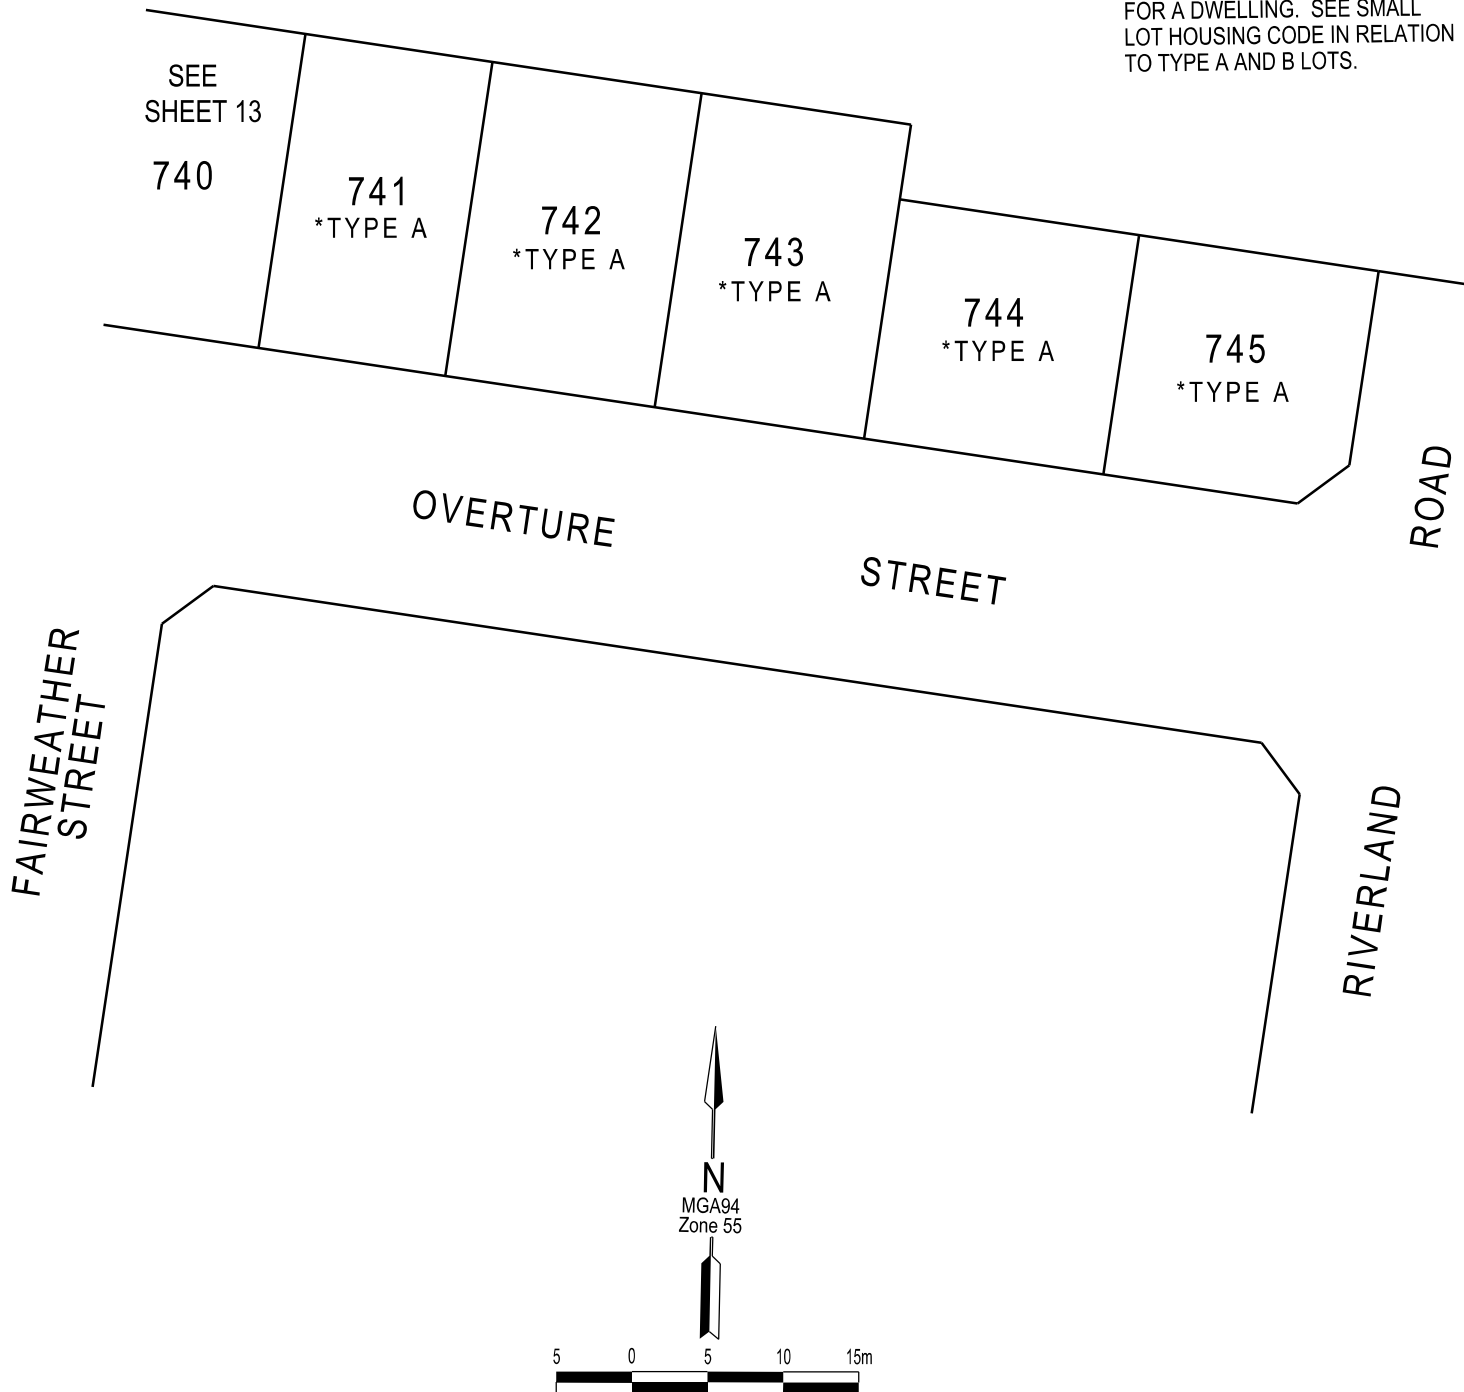 FOR A DWELLING. SEE SMALL
LOT HOUSING CODE IN RELATION
TO TYPE A AND B LOTS.
SEE
SHEET 13
740
741
*TYPE A
742
*TYPE A
743
*TYPE A
744
*TYPE A
745
*TYPE A
OVERTURE STREET
ROAD
FAIRWEATHER
STREET
RIVERLAND
N
MGA94
Zone 55
5 0 5 10 15m